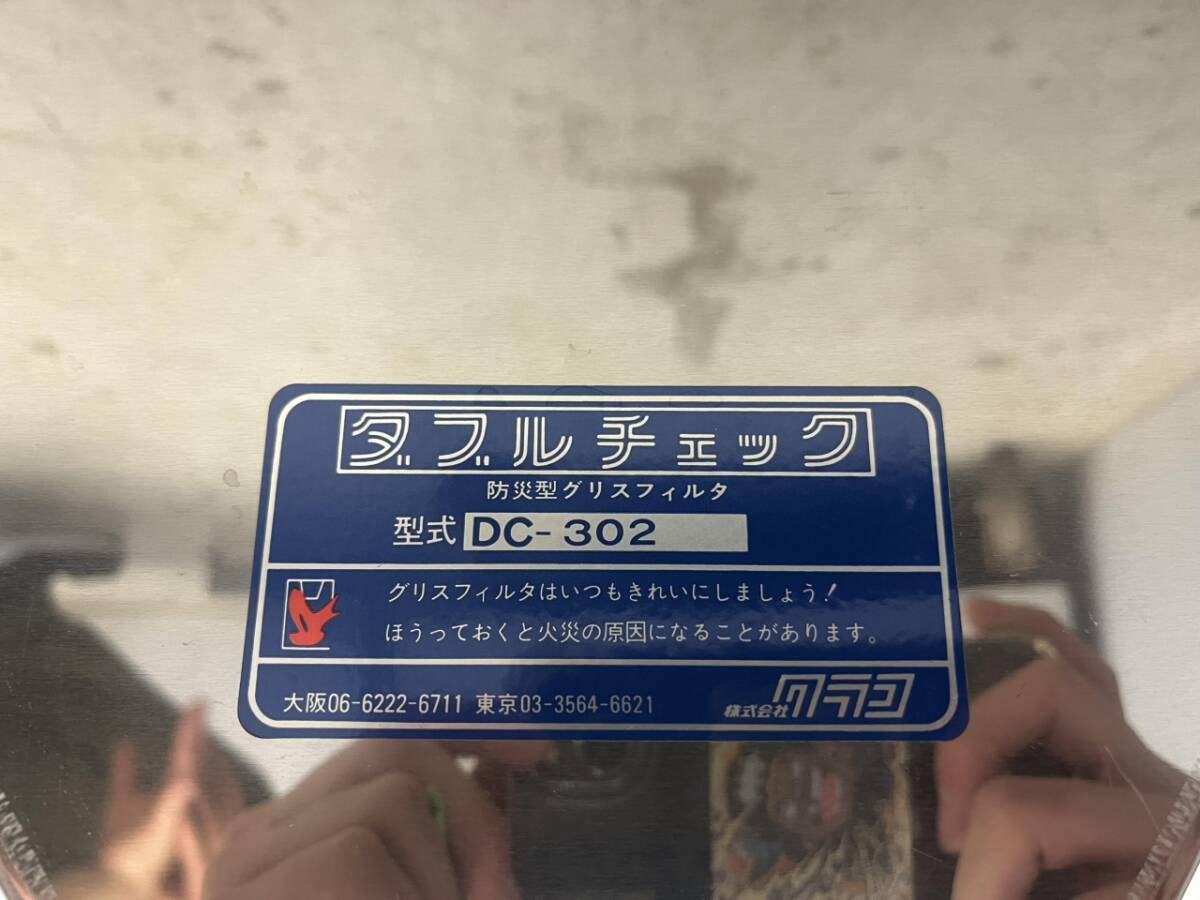 ダブルチェック
防災型グリスフィルタ
型式 DC-302
グリスフィルタはいつもきれいにしましょう!
ほうっておくと火災の原因になることがあります。
大阪06-6222-6711 東京03-3564-6621 株式会社クラコ